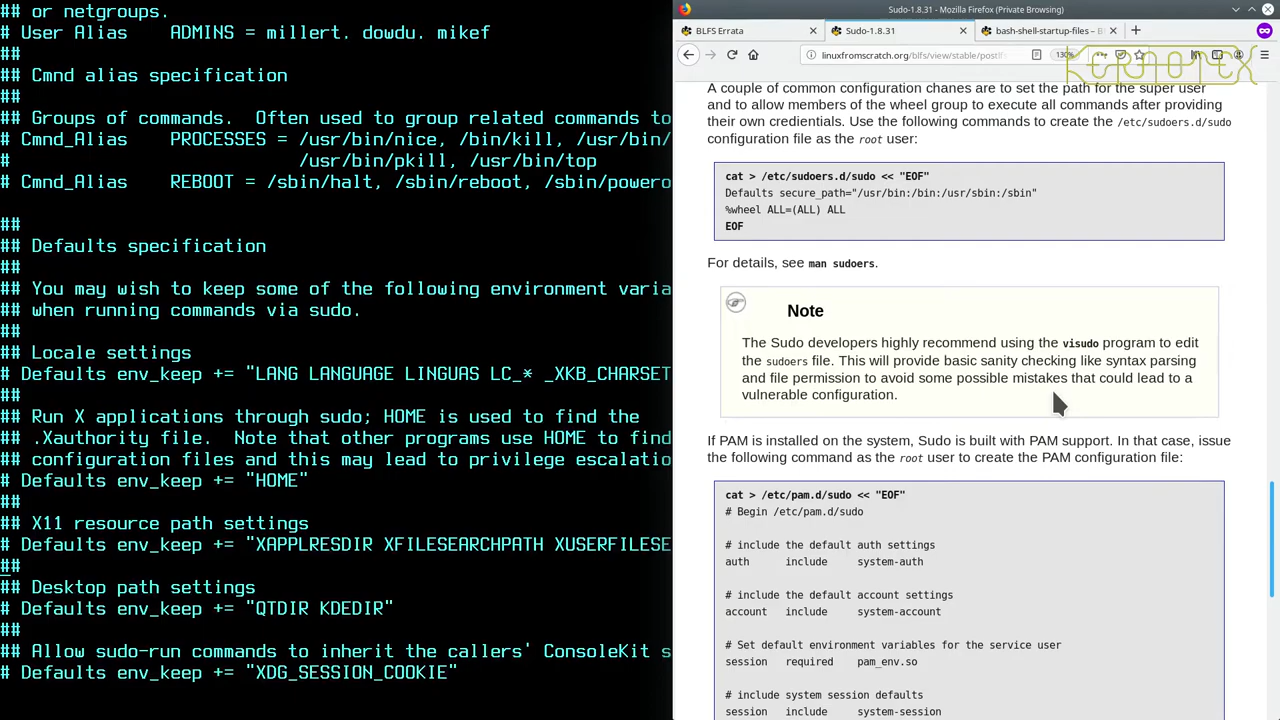 ## or netgroups.
# User Alias    ADMINS = millert, dowdy, mikef
##
## Cmnd alias specification
##
## Groups of commands.  Often used to group related commands to
# Cmnd_Alias    PROCESSES = /usr/bin/nice, /bin/kill, /usr/bin/
#                           /usr/bin/pkill, /usr/bin/top
# Cmnd_Alias    REBOOT = /sbin/halt, /sbin/reboot, /sbin/powero
##
## Defaults specification
##
## You may wish to keep some of the following environment varia
## when running commands via sudo.
##
## Locale settings
# Defaults env_keep += "LANG LANGUAGE LINGUAS LC_* _XKB_CHARSET
##
## Run X applications through sudo; HOME is used to find the
## .Xauthority file.  Note that other programs use HOME to find
## configuration files and this may lead to privilege escalatio
# Defaults env_keep += "HOME"
##
## X11 resource path settings
# Defaults env_keep += "XAPPLRESDIR XFILESEARCHPATH XUSERFILESE
##
## Desktop path settings
# Defaults env_keep += "QTDIR KDEDIR"
##
## Allow sudo-run commands to inherit the callers' ConsoleKit s
# Defaults env_keep += "XDG_SESSION_COOKIE"
Sudo-1.8.31 - Mozilla Firefox (Private Browsing)
BLFS Errata
Sudo-1.8.31
bash-shell-startup-files – B
linuxfromscratch.org/blfs/view/stable/postlf
130%
KERNOTEX
A couple of common configuration chanes are to set the path for the super user
and to allow members of the wheel group to execute all commands after providing
their own credentials. Use the following commands to create the /etc/sudoers.d/sudo
configuration file as the root user:
cat > /etc/sudoers.d/sudo << "EOF"
Defaults secure_path="/usr/bin:/bin:/usr/sbin:/sbin"
%wheel ALL=(ALL) ALL
EOF
For details, see man sudoers.
Note
The Sudo developers highly recommend using the visudo program to edit
the sudoers file. This will provide basic sanity checking like syntax parsing
and file permission to avoid some possible mistakes that could lead to a
vulnerable configuration.
If PAM is installed on the system, Sudo is built with PAM support. In that case, issue
the following command as the root user to create the PAM configuration file:
cat > /etc/pam.d/sudo << "EOF"
# Begin /etc/pam.d/sudo
# include the default auth settings
auth      include     system-auth
# include the default account settings
account   include     system-account
# Set default environment variables for the service user
session   required    pam_env.so
# include system session defaults
session   include     system-session